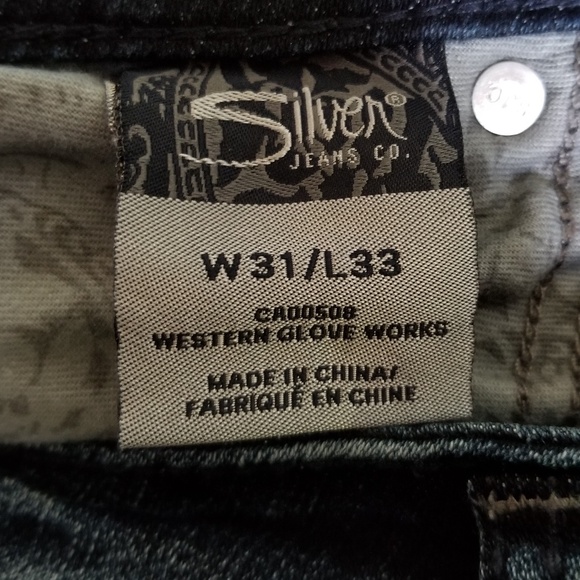 Silver®
JEANS CO.
W31/L33
CA00508
WESTERN GLOVE WORKS
MADE IN CHINA/
FABRIQUÉ EN CHINE